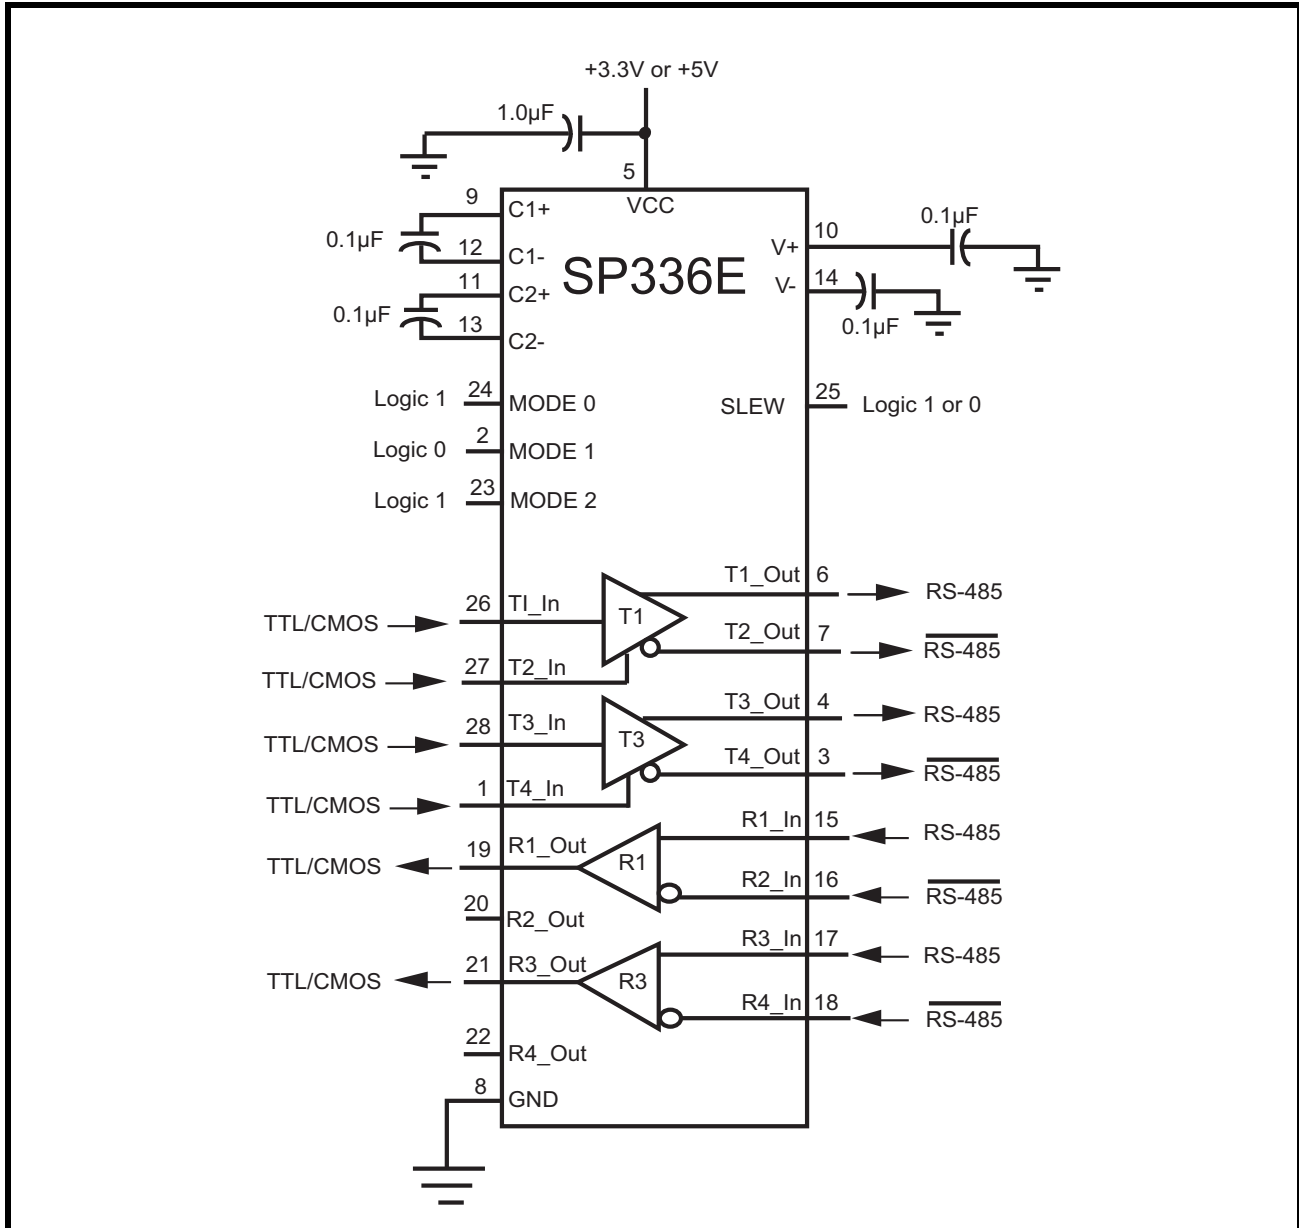 +3.3V or +5V
1.0µF
5
VCC
SP336E
9
C1+
0.1µF
12
C1-
11
C2+
0.1µF
13
C2-
10
V+
0.1µF
14
V-
0.1µF
Logic 1 24 MODE 0
SLEW 25 Logic 1 or 0
Logic 0 2 MODE 1
Logic 1 23 MODE 2
TTL/CMOS 26 TI_In T1 T1_Out 6 RS-485
T2_Out 7 RS-485
TTL/CMOS 27 T2_In
TTL/CMOS 28 T3_In T3 T3_Out 4 RS-485
T4_Out 3 RS-485
TTL/CMOS 1 T4_In
R1_In 15 RS-485
TTL/CMOS 19 R1_Out R1
R2_In 16 RS-485
20 R2_Out
R3_In 17 RS-485
TTL/CMOS 21 R3_Out R3
R4_In 18 RS-485
22 R4_Out
8 GND